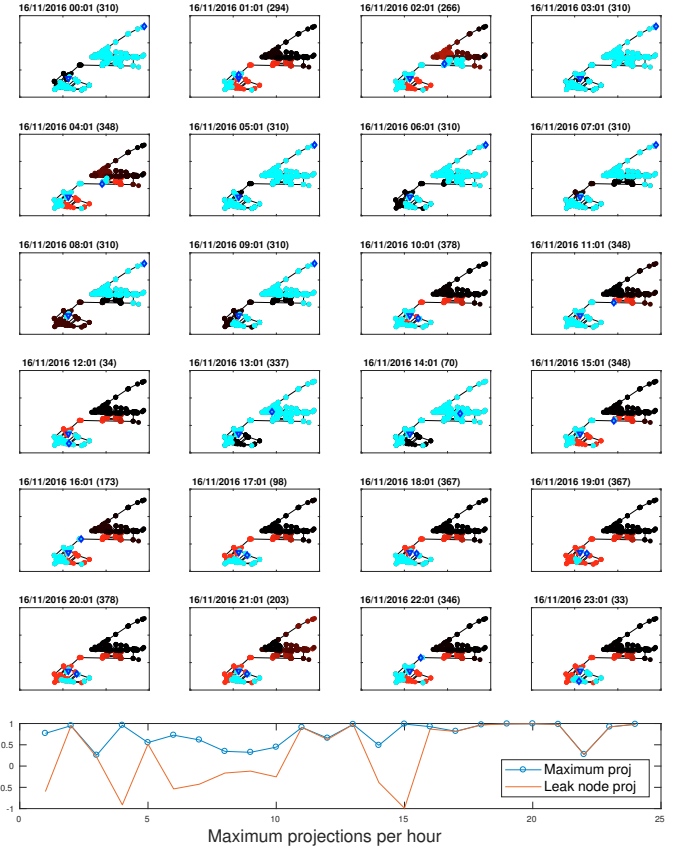 16/11/2016 00:01 (310) 16/11/2016 01:01 (294) 16/11/2016 02:01 (266) 16/11/2016 03:01 (310)
16/11/2016 04:01 (348) 16/11/2016 05:01 (310) 16/11/2016 06:01 (310) 16/11/2016 07:01 (310)
16/11/2016 08:01 (310) 16/11/2016 09:01 (310) 16/11/2016 10:01 (378) 16/11/2016 11:01 (348)
16/11/2016 12:01 (34) 16/11/2016 13:01 (337) 16/11/2016 14:01 (70) 16/11/2016 15:01 (348)
16/11/2016 16:01 (173) 16/11/2016 17:01 (98) 16/11/2016 18:01 (367) 16/11/2016 19:01 (367)
16/11/2016 20:01 (378) 16/11/2016 21:01 (203) 16/11/2016 22:01 (346) 16/11/2016 23:01 (33)
1
0.5
0
-0.5
-1
Maximum proj
Leak node proj
0 5 10 15 20 25
Maximum projections per hour